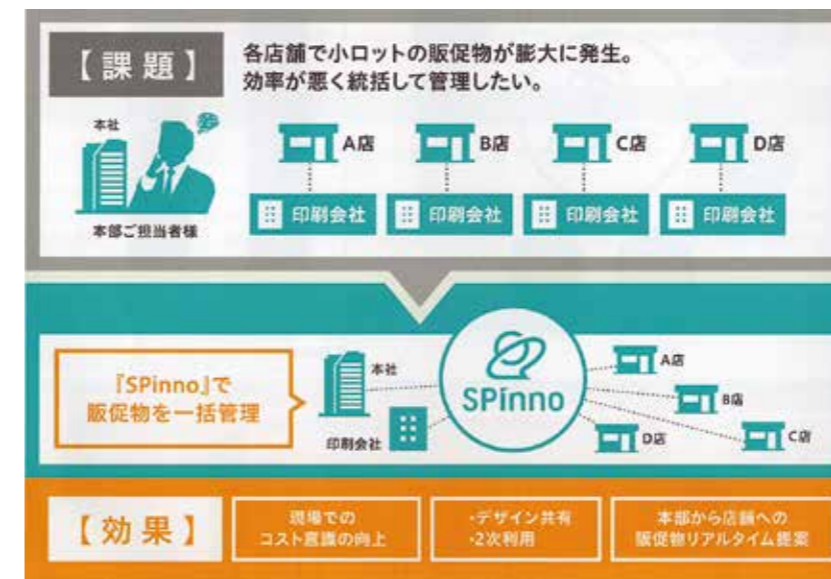 【課題】
各店舗で小ロットの販促物が膨大に発生。
効率が悪く統括して管理したい。
本社
本部ご担当者様
A店
B店
C店
D店
印刷会社
印刷会社
印刷会社
印刷会社
『SPinno』で
販促物を一括管理
本社
印刷会社
SPinno
A店
B店
C店
D店
【効果】
現場での
コスト意識の向上
・デザイン共有
・2次利用
本部から店舗への
販促物リアルタイム提案